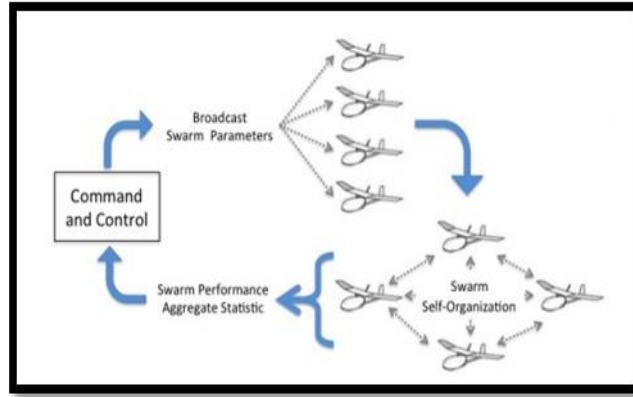 Broadcast
Swarm Parameters
Command
and Control
Swarm
Self-Organization
Swarm Performance
Aggregate Statistic